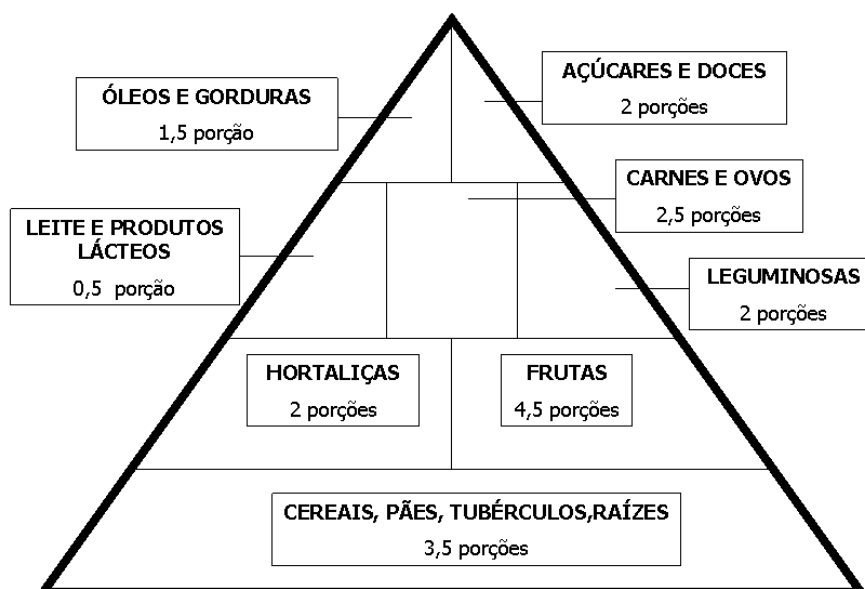 ÓLEOS E GORDURAS
1,5 porção
AÇÚCARES E DOCES
2 porções
CARNES E OVOS
2,5 porções
LEITE E PRODUTOS
LÁCTEOS
0,5 porção
LEGUMINOSAS
2 porções
HORTALIÇAS
2 porções
FRUTAS
4,5 porções
CEREAIS, PÃES, TUBÉRCULOS,RAÍZES
3,5 porções